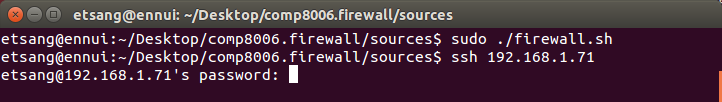 etsang@ennui: ~/Desktop/comp8006.firewall/sources
etsang@ennui:~/Desktop/comp8006.firewall/sources$ sudo ./firewall.sh
etsang@ennui:~/Desktop/comp8006.firewall/sources$ ssh 192.168.1.71
etsang@192.168.1.71's password: